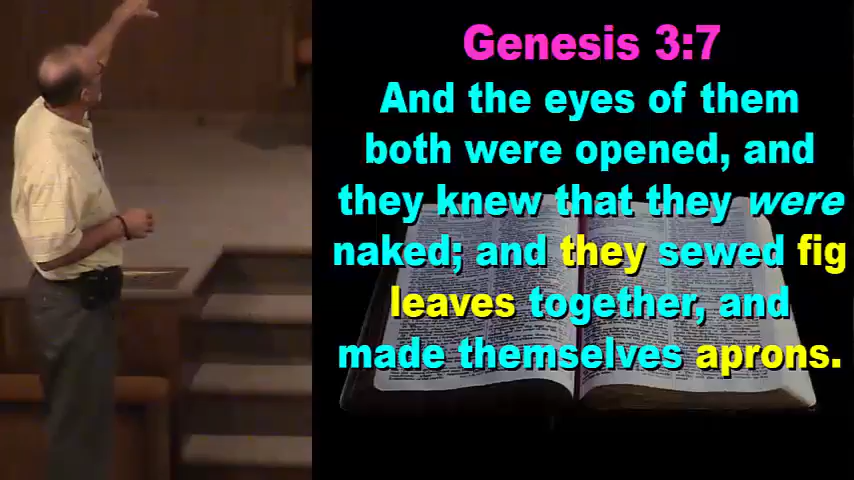 Genesis 3:7
And the eyes of them
both were opened, and
they knew that they were
naked; and they sewed fig
leaves together, and
made themselves aprons.